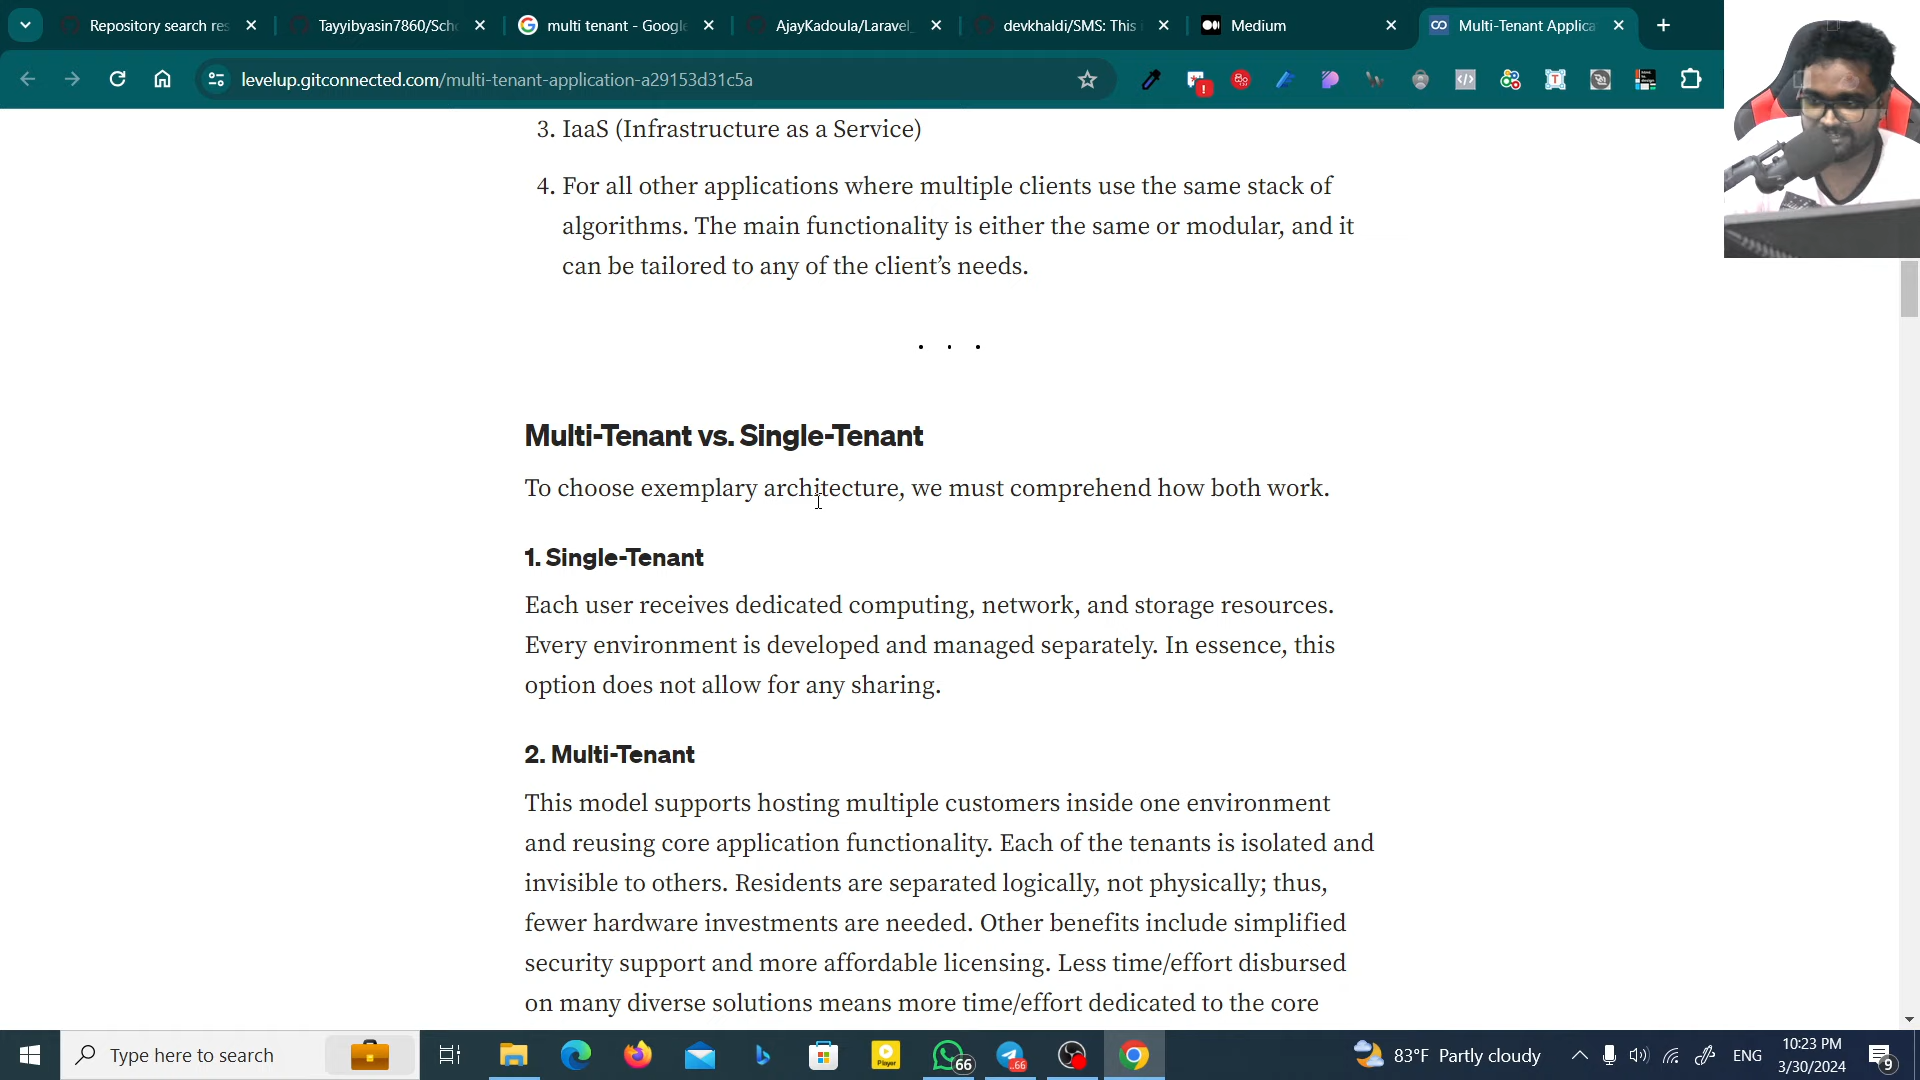 Repository search res
Tayyibyasin7860/Scho
multi tenant - Google
AjayKadoula/Laravel_
devkhaldi/SMS: This i
Medium
Multi-Tenant Applica
levelup.gitconnected.com/multi-tenant-application-a29153d31c5a
3. IaaS (Infrastructure as a Service)
4. For all other applications where multiple clients use the same stack of
algorithms. The main functionality is either the same or modular, and it
can be tailored to any of the client’s needs.
. . .
Multi-Tenant vs. Single-Tenant
To choose exemplary architecture, we must comprehend how both work.
1. Single-Tenant
Each user receives dedicated computing, network, and storage resources.
Every environment is developed and managed separately. In essence, this
option does not allow for any sharing.
2. Multi-Tenant
This model supports hosting multiple customers inside one environment
and reusing core application functionality. Each of the tenants is isolated and
invisible to others. Residents are separated logically, not physically; thus,
fewer hardware investments are needed. Other benefits include simplified
security support and more affordable licensing. Less time/effort disbursed
on many diverse solutions means more time/effort dedicated to the core
Type here to search
Player
66
66
83°F Partly cloudy
ENG
10:23 PM
3/30/2024
9